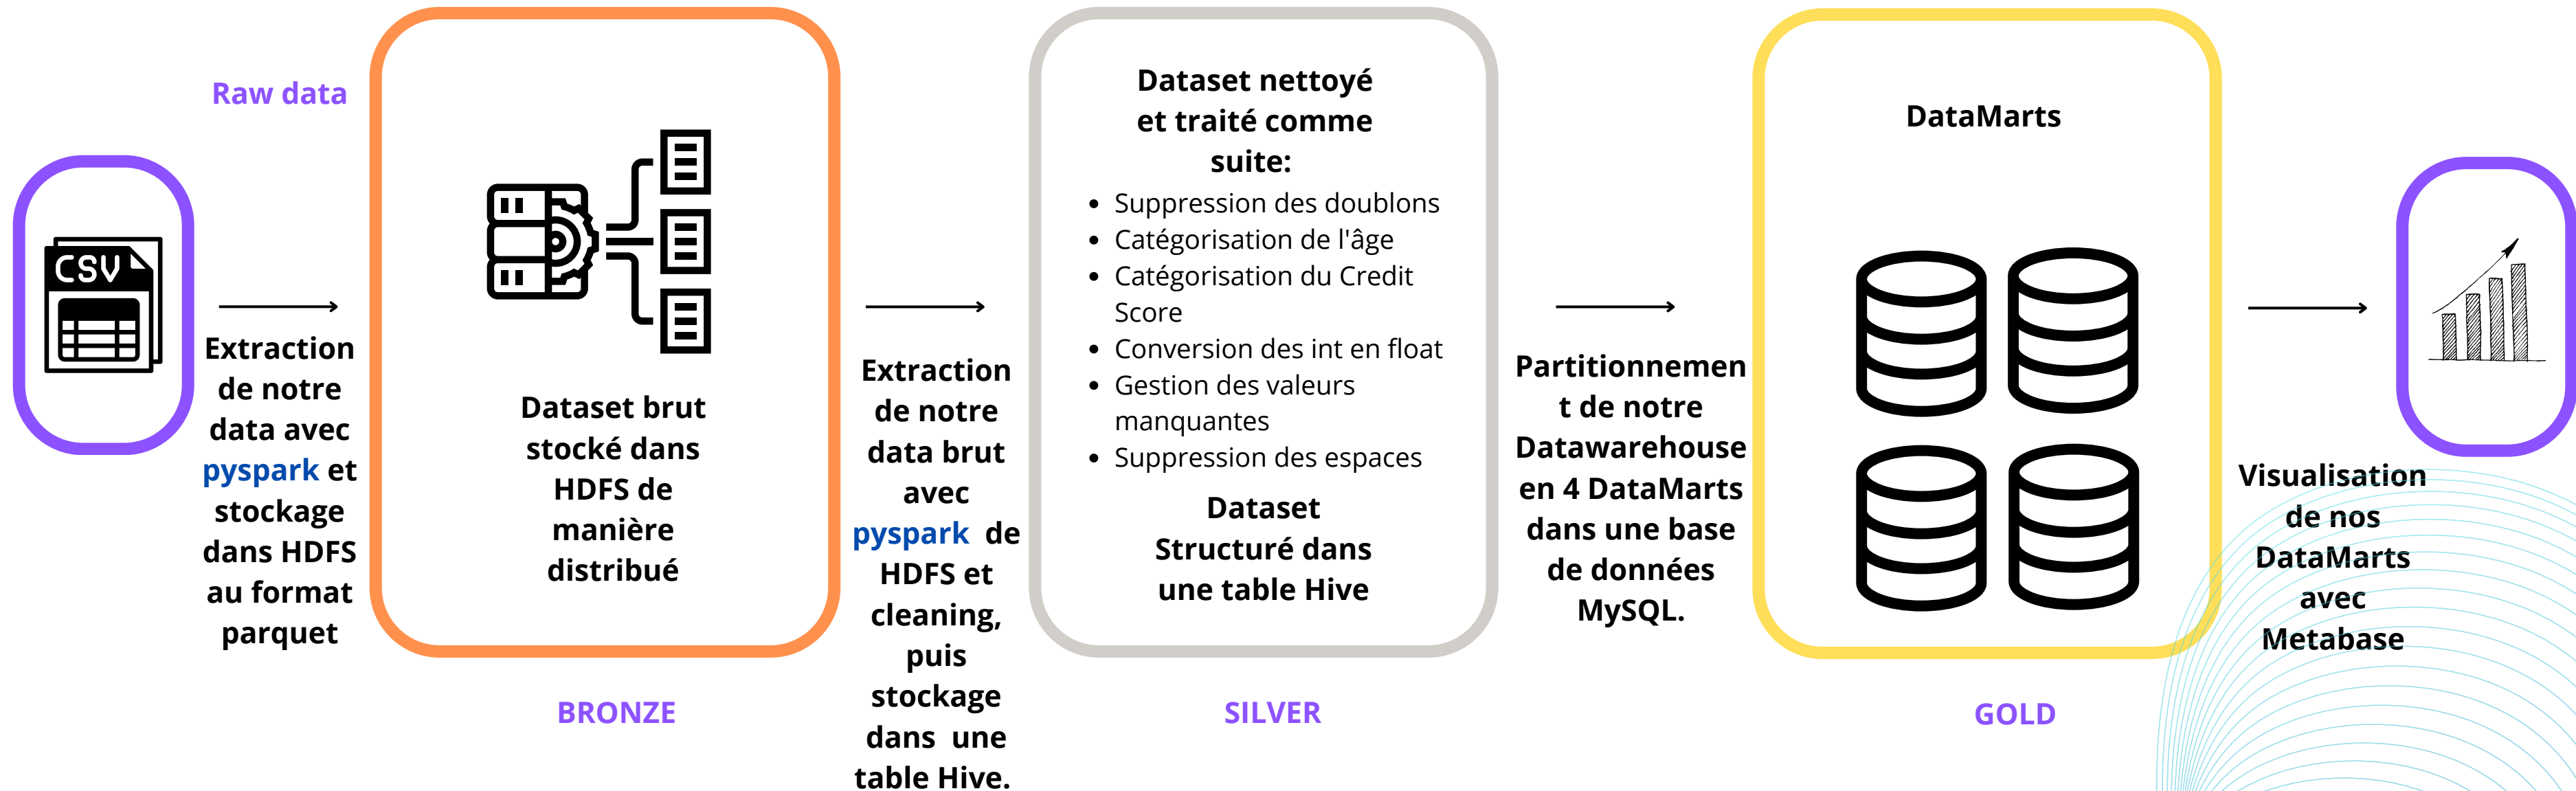 Raw data
CSV
Extraction
de notre
data avec
pyspark et
stockage
dans HDFS
au format
parquet
Dataset brut
stocké dans
HDFS de
manière
distribué
BRONZE
Extraction
de notre
data brut
avec
pyspark de
HDFS et
cleaning,
puis
stockage
dans une
table Hive.
Dataset nettoyé
et traité comme
suite:
• Suppression des doublons
• Catégorisation de l'âge
• Catégorisation du Credit
Score
• Conversion des int en float
• Gestion des valeurs
manquantes
• Suppression des espaces
Dataset
Structuré dans
une table Hive
SILVER
Partitionnemen
t de notre
Datawarehouse
en 4 DataMarts
dans une base
de données
MySQL.
DataMarts
GOLD
Visualisation
de nos
DataMarts
avec
Metabase